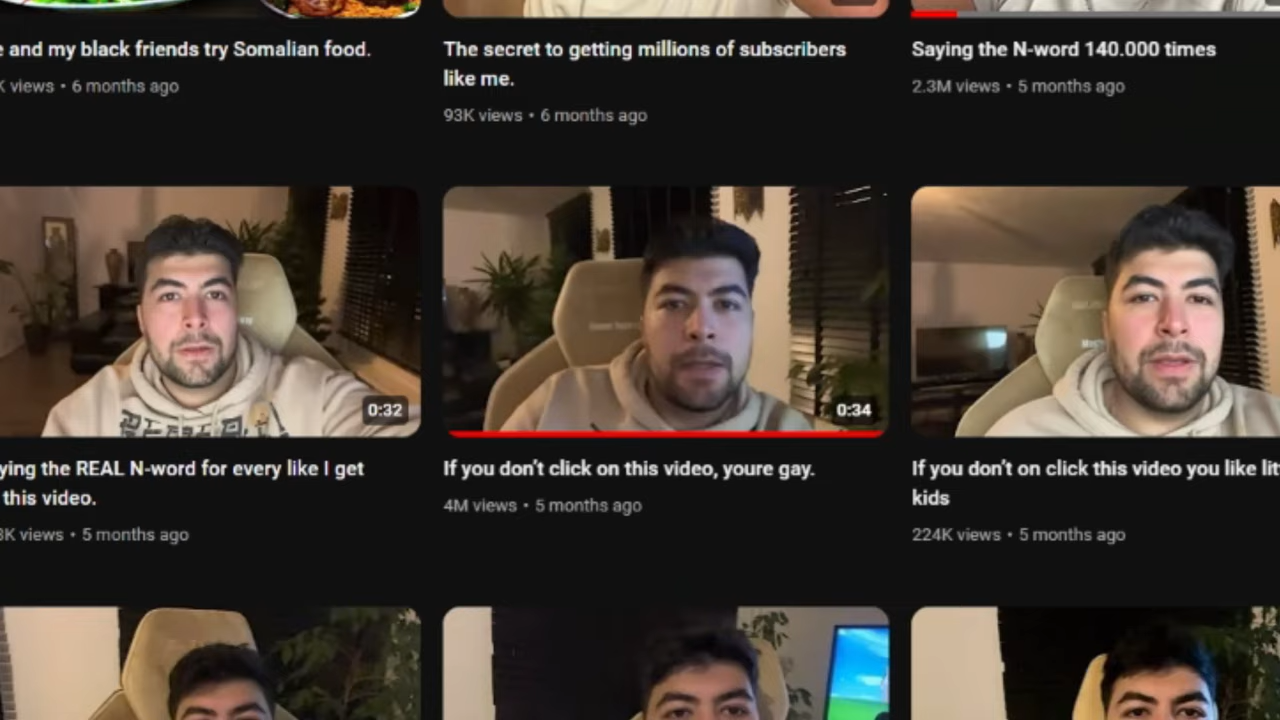 and my black friends try Somalian food.
The secret to getting millions of subscribers
like me.
Saying the N-word 140.000 times
K views • 6 months ago
93K views • 6 months ago
2.3M views • 5 months ago
0:32
0:34
ying the REAL N-word for every like I get
this video.
If you don't click on this video, youre gay.
If you don't on click this video you like lit
kids
K views • 5 months ago
4M views • 5 months ago
224K views • 5 months ago